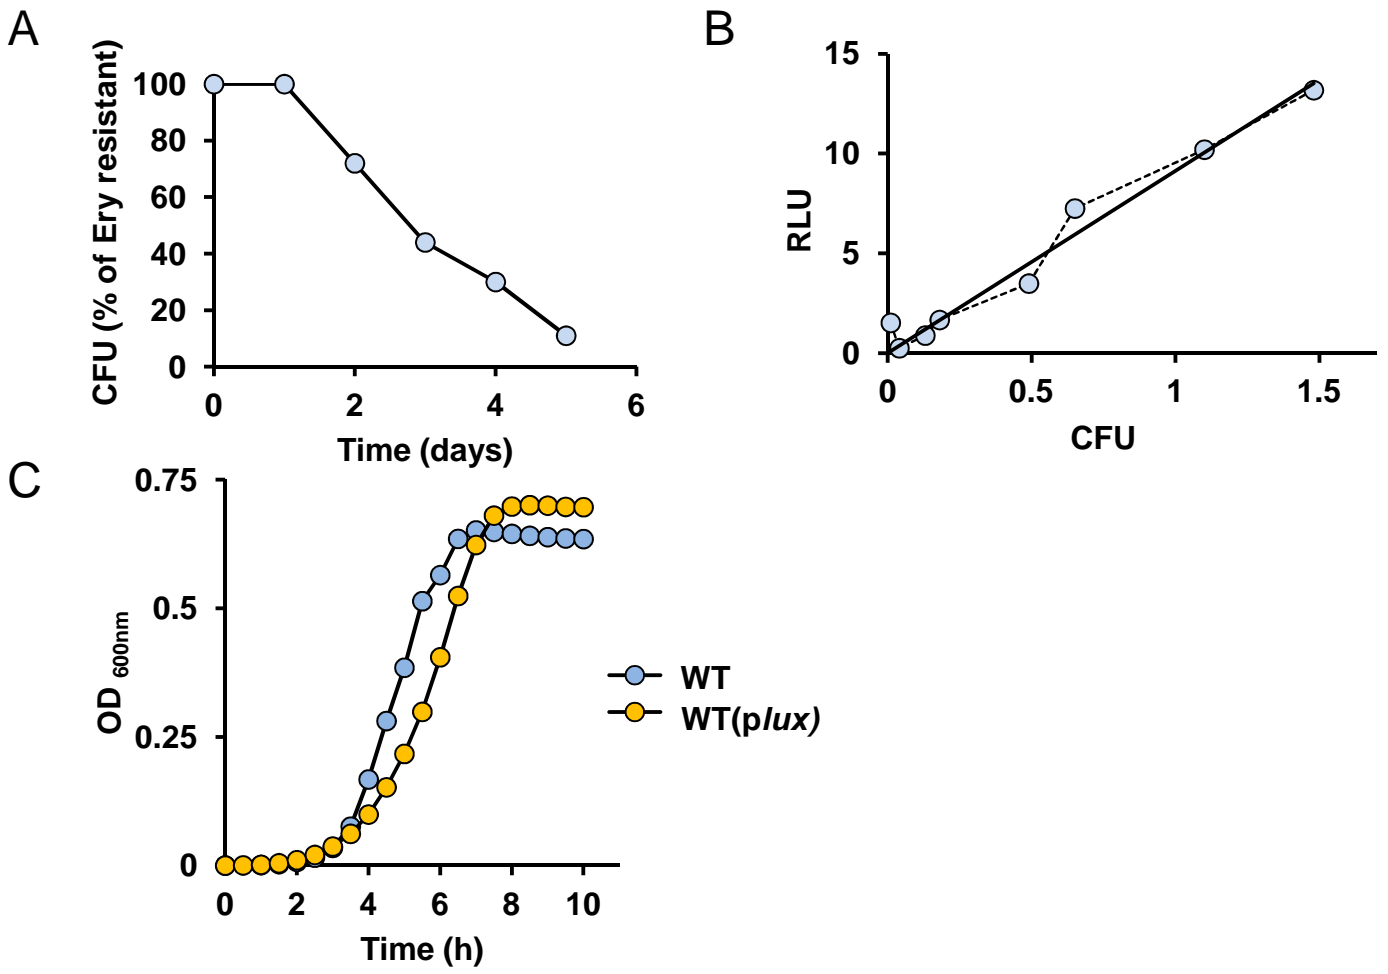 A
CFU (% of Ery resistant)
100
80
60
40
20
0
0 2 4 6
Time (days)
B
RLU
15
10
5
0
0 0.5 1 1.5
CFU
C
OD 600nm
0.75
0.5
0.25
0
0 2 4 6 8 10
Time (h)
WT
WT(plux)